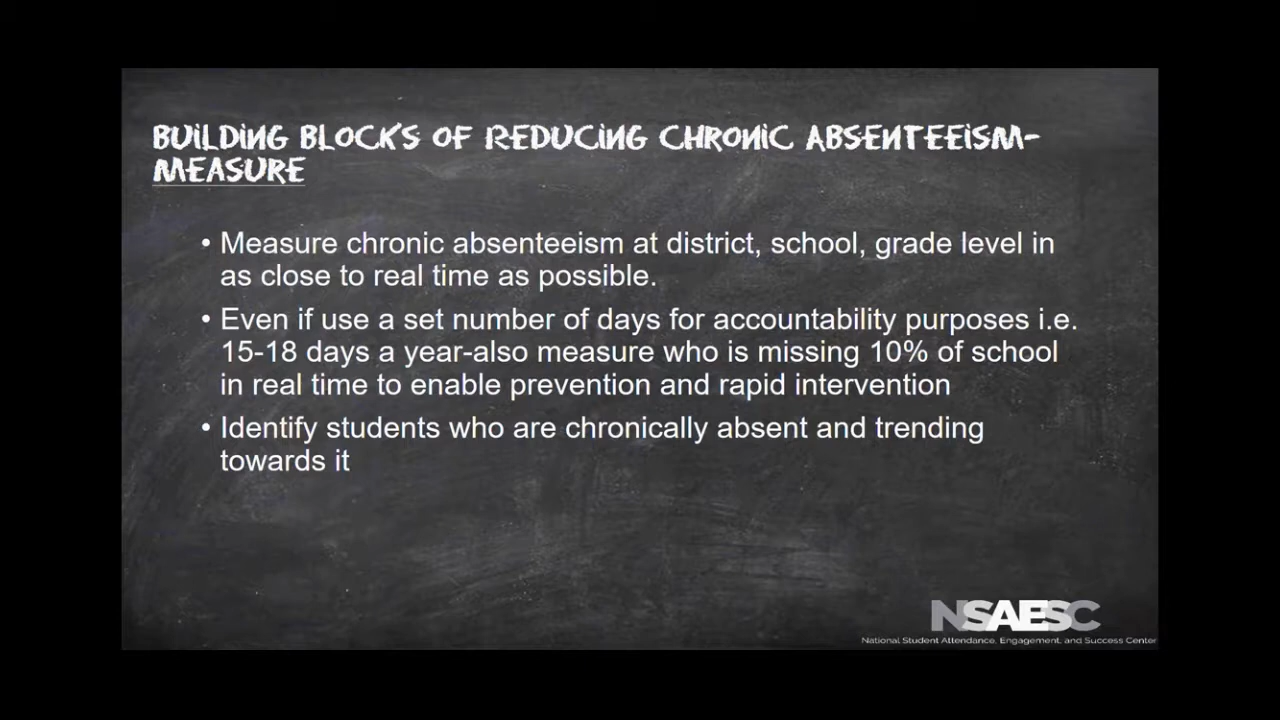 BUILDING BLOCKS OF REDUCING CHRONIC ABSENTEEISM-
MEASURE
• Measure chronic absenteeism at district, school, grade level in
as close to real time as possible.
• Even if use a set number of days for accountability purposes i.e.
15-18 days a year-also measure who is missing 10% of school
in real time to enable prevention and rapid intervention
• Identify students who are chronically absent and trending
towards it
NSAESC
National Student Attendance, Engagement, and Success Center